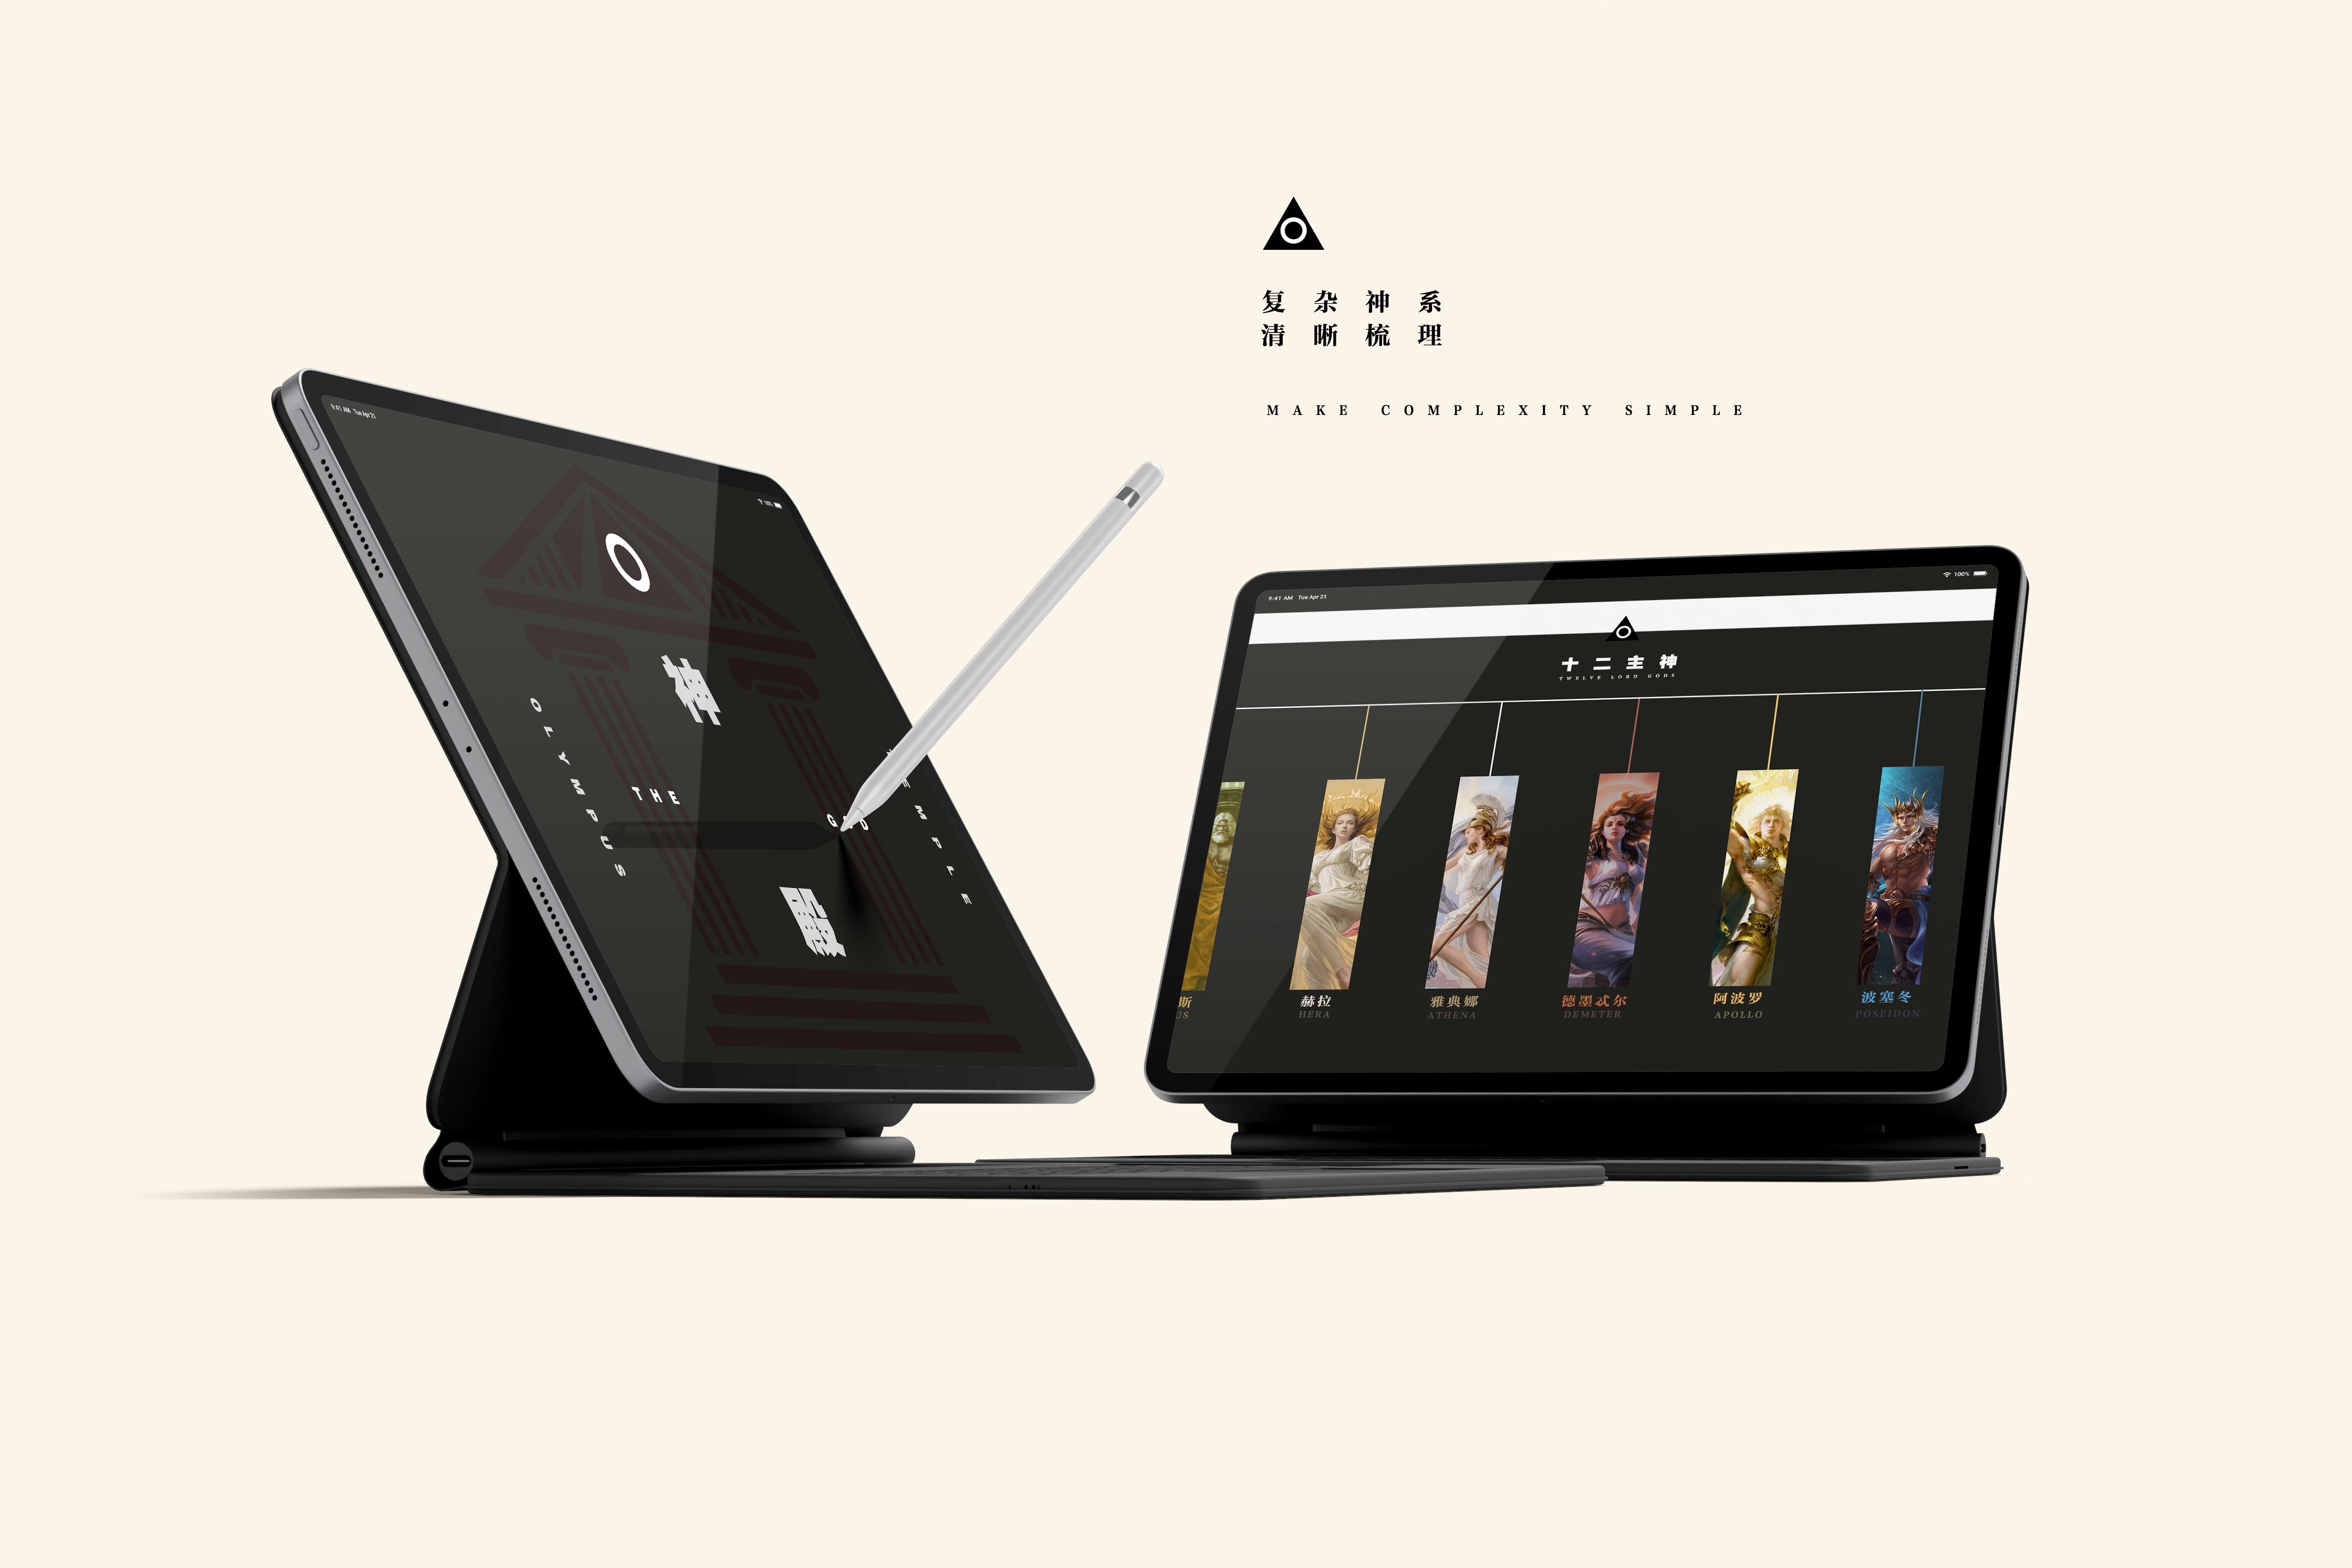 复杂神系
清晰梳理
MAKE COMPLEXITY SIMPLE
9:41 AM Tue Apr 21
100%
神
OLYMPUS
THE
殿
9:41 AM Tue Apr 21
100%
十二主神
TWELVE LORD GODS
斯 赫拉 雅典娜 德墨忒尔 阿波罗 波塞冬
US HERA ATHENA DEMETER APOLLO POSEIDON